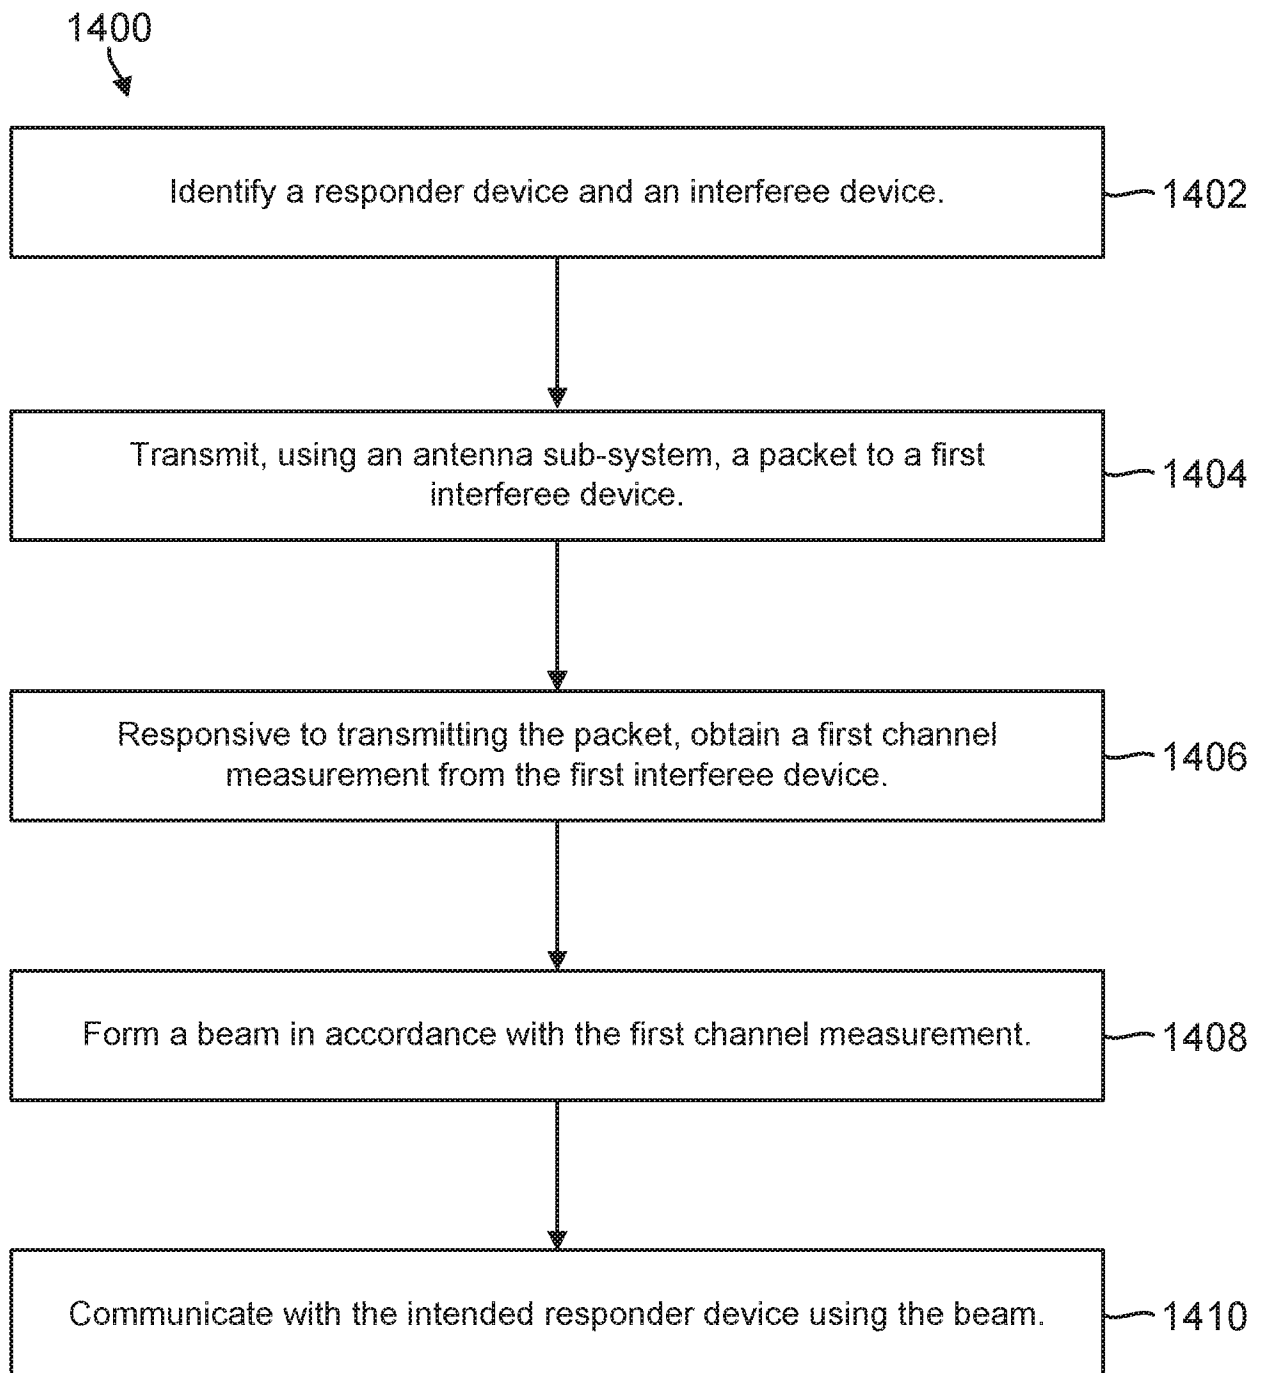 1400
Identify a responder device and an interferee device.
1402
Transmit, using an antenna sub-system, a packet to a first
interferee device.
1404
Responsive to transmitting the packet, obtain a first channel
measurement from the first interferee device.
1406
Form a beam in accordance with the first channel measurement.
1408
Communicate with the intended responder device using the beam.
1410